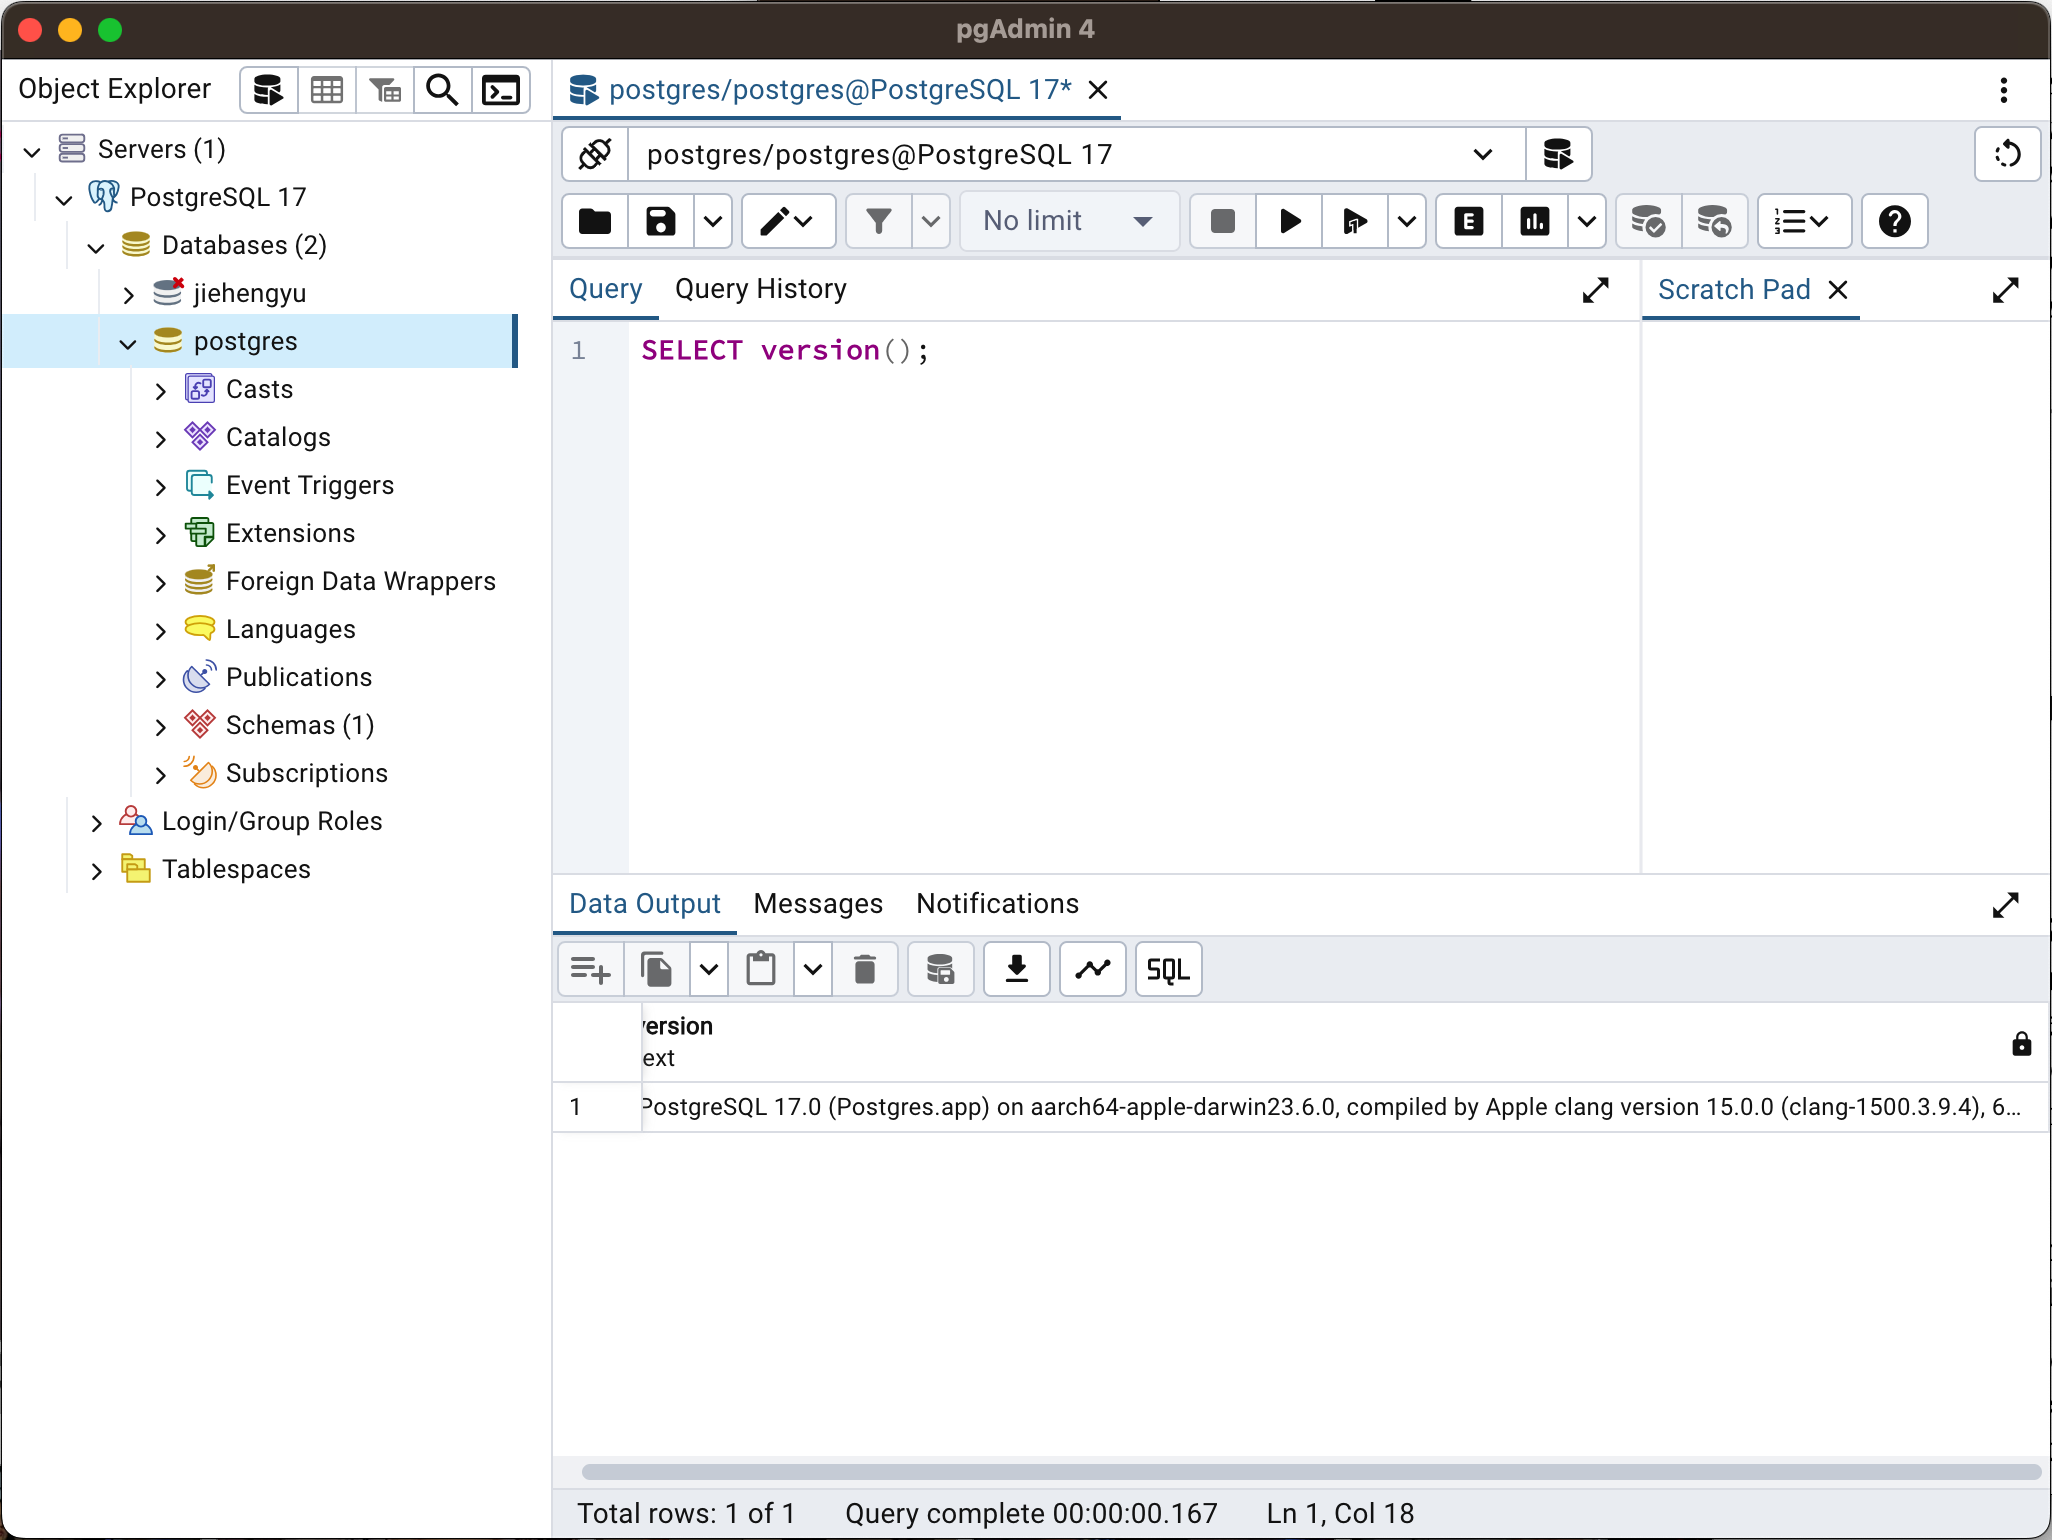 pgAdmin 4
Object Explorer
postgres/postgres@PostgreSQL 17*
Servers (1)
PostgreSQL 17
Databases (2)
jiehengyu
postgres
Casts
Catalogs
Event Triggers
Extensions
Foreign Data Wrappers
Languages
Publications
Schemas (1)
Subscriptions
Login/Group Roles
Tablespaces
postgres/postgres@PostgreSQL 17
No limit
E
Query
Query History
Scratch Pad
1
SELECT version();
Data Output
Messages
Notifications
SQL
version
text
1
PostgreSQL 17.0 (Postgres.app) on aarch64-apple-darwin23.6.0, compiled by Apple clang version 15.0.0 (clang-1500.3.9.4), 6...
Total rows: 1 of 1
Query complete 00:00:00.167
Ln 1, Col 18